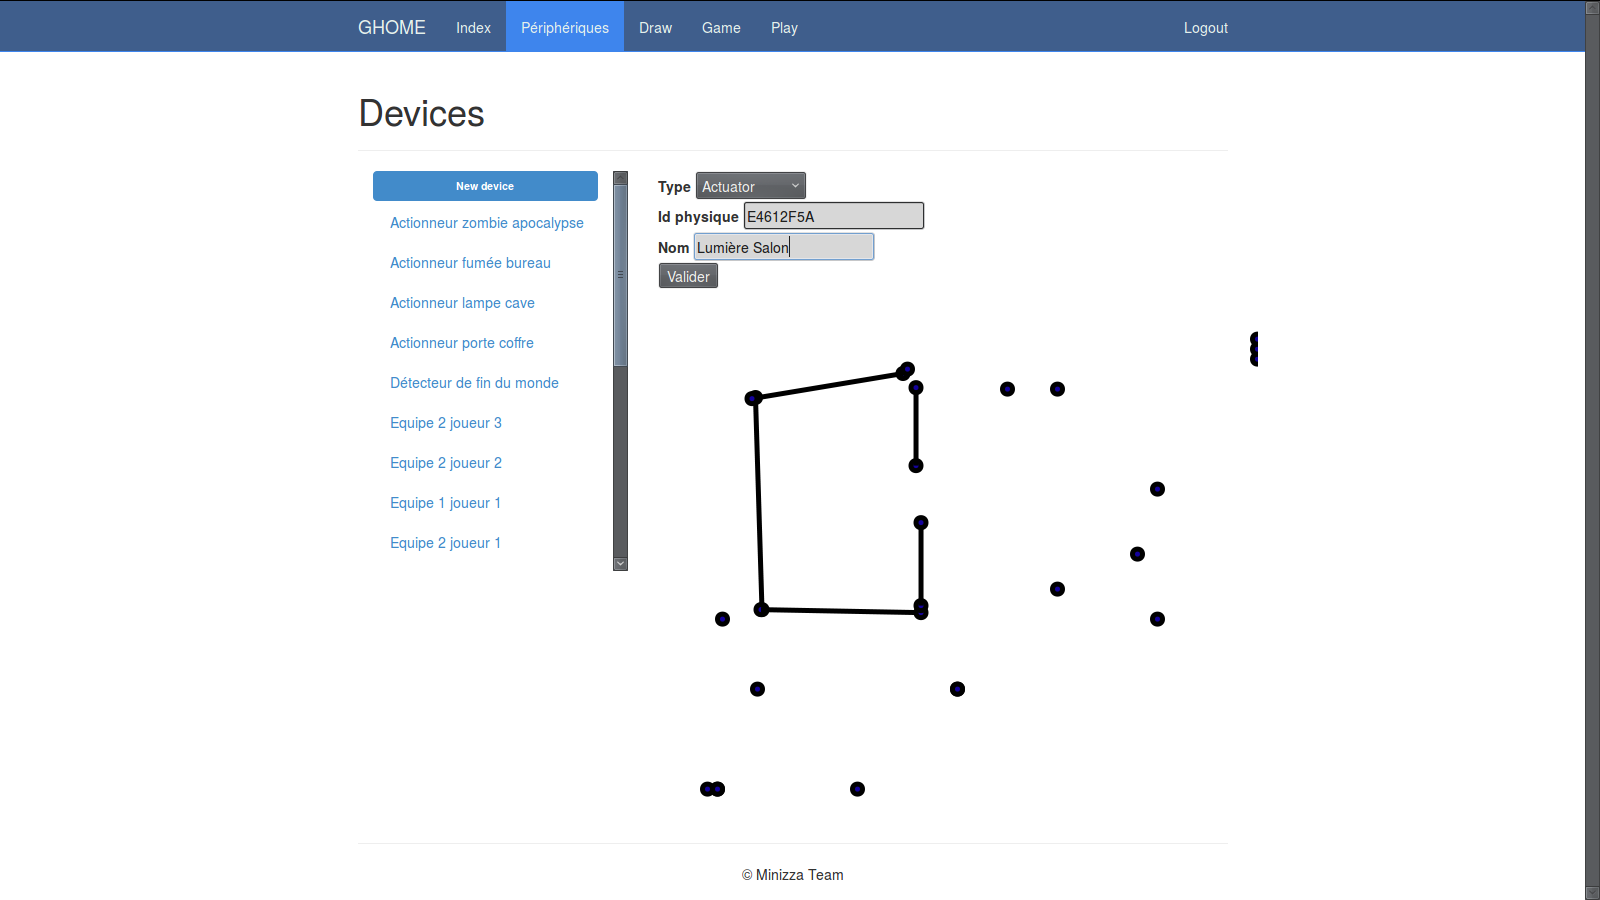 GHOME Index Périphériques Draw Game Play Logout
Devices
New device
Actionneur zombie apocalypse
Actionneur fumée bureau
Actionneur lampe cave
Actionneur porte coffre
Détecteur de fin du monde
Equipe 2 joueur 3
Equipe 2 joueur 2
Equipe 1 joueur 1
Equipe 2 joueur 1
Type Actuator
Id physique E4612F5A
Nom Lumière Salon
Valider
© Minizza Team